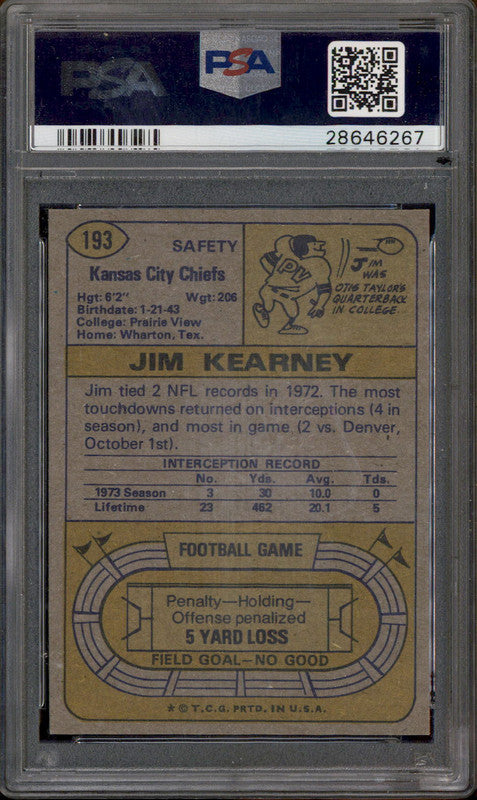 PSA
PSA
28646267
193
SAFETY
Kansas City Chiefs
Hgt: 6'2" Wgt: 206
Birthdate: 1-21-43
College: Prairie View
Home: Wharton, Tex.
PV
JIM
WAS
OTIS TAYLOR'S
QUARTERBACK
IN COLLEGE.
JIM KEARNEY
Jim tied 2 NFL records in 1972. The most
touchdowns returned on interceptions (4 in
season), and most in game (2 vs. Denver,
October 1st).
INTERCEPTION RECORD
No. Yds. Avg. Tds.
1973 Season 3 30 10.0 0
Lifetime 23 462 20.1 5
FOOTBALL GAME
Penalty—Holding—
Offense penalized
5 YARD LOSS
FIELD GOAL—NO GOOD
* © T.C.G. PRTD. IN U.S.A.